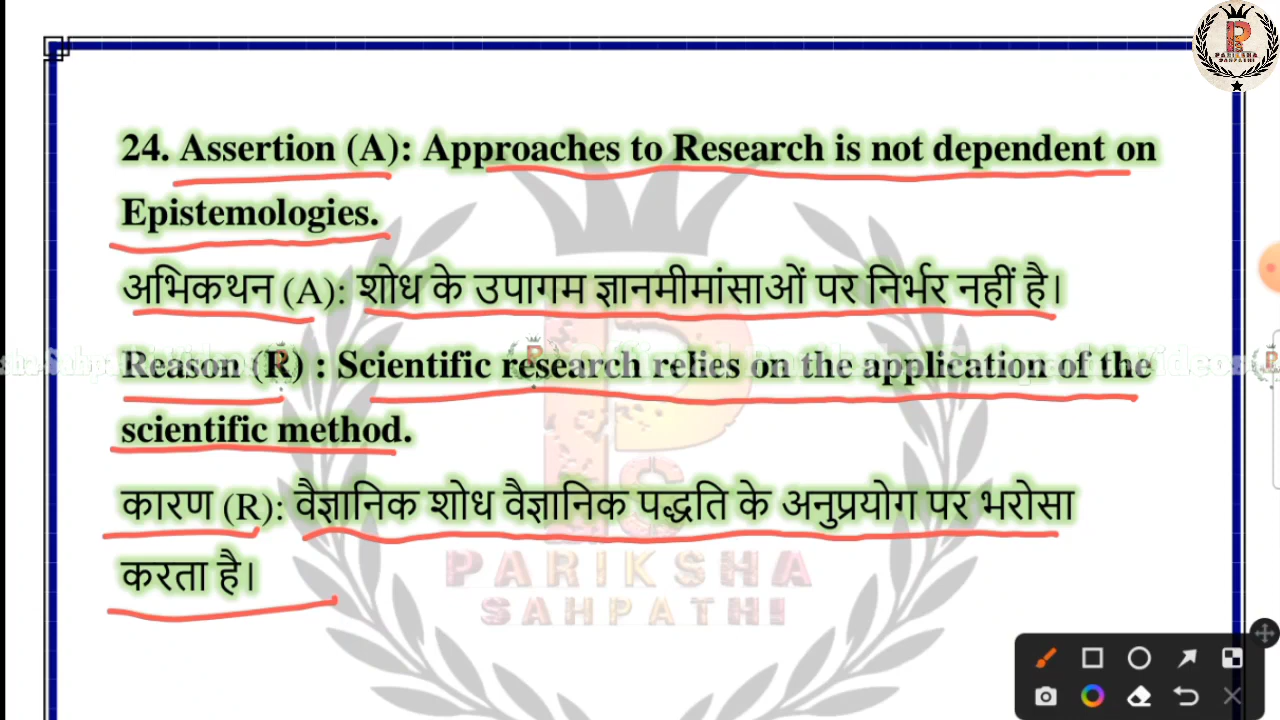 PARIKSHA
SAHPATHI
24. Assertion (A): Approaches to Research is not dependent on
Epistemologies.
अभिकथन (A): शोध के उपागम ज्ञानमीमांसाओं पर निर्भर नहीं है।
Reason (R) : Scientific research relies on the application of the
scientific method.
कारण (R): वैज्ञानिक शोध वैज्ञानिक पद्धति के अनुप्रयोग पर भरोसा
करता है।
PARIKSHA
SAHPATHI